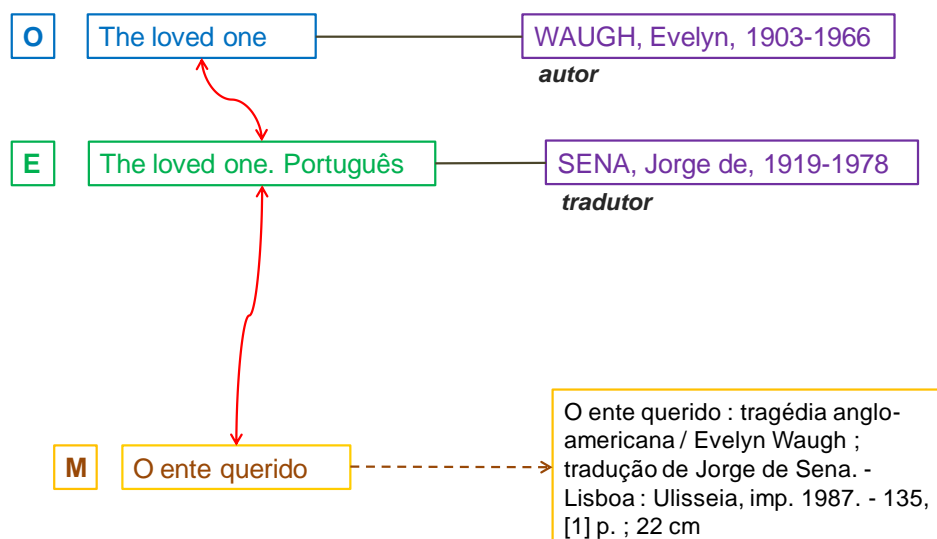 O
The loved one
WAUGH, Evelyn, 1903-1966
autor
E
The loved one. Português
SENA, Jorge de, 1919-1978
tradutor
M
O ente querido
O ente querido : tragédia anglo-
americana / Evelyn Waugh ;
tradução de Jorge de Sena. -
Lisboa : Ulisseia, imp. 1987. - 135,
[1] p. ; 22 cm